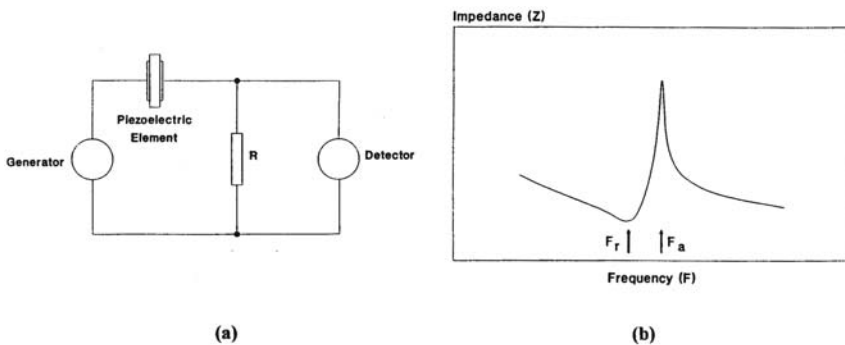 Piezoelectric
Element
Generator
R
Detector
(a)
Impedance (Z)
Fr
Fa
Frequency (F)
(b)